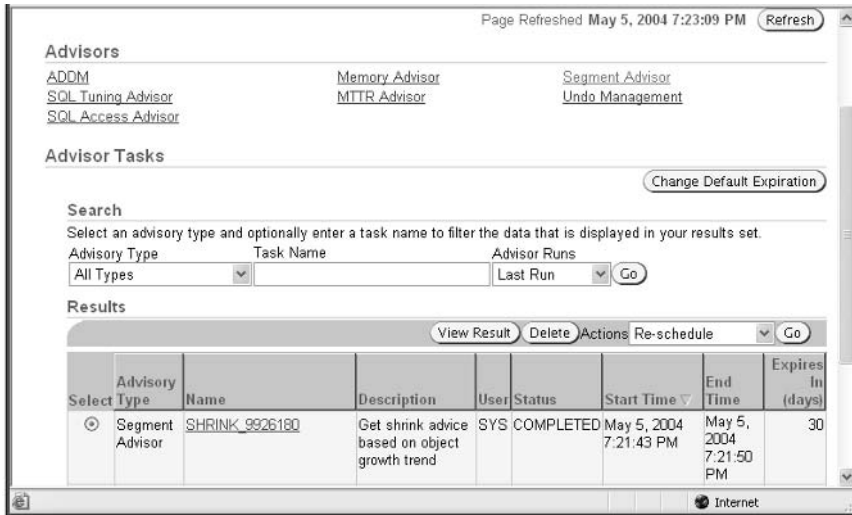 Page Refreshed May 5, 2004 7:23:09 PM Refresh
Advisors
ADDM Memory Advisor Segment Advisor
SQL Tuning Advisor MTTR Advisor Undo Management
SQL Access Advisor
Advisor Tasks
Change Default Expiration
Search
Select an advisory type and optionally enter a task name to filter the data that is displayed in your results set.
Advisory Type Task Name Advisor Runs
All Types Last Run Go
Results
View Result Delete Actions Re-schedule Go
Select Advisory Type Name Description User Status Start Time End Time Expires In (days)
Segment Advisor SHRINK_9926180 Get shrink advice based on object growth trend SYS COMPLETED May 5, 2004 7:21:43 PM May 5, 2004 7:21:50 PM 30
Internet